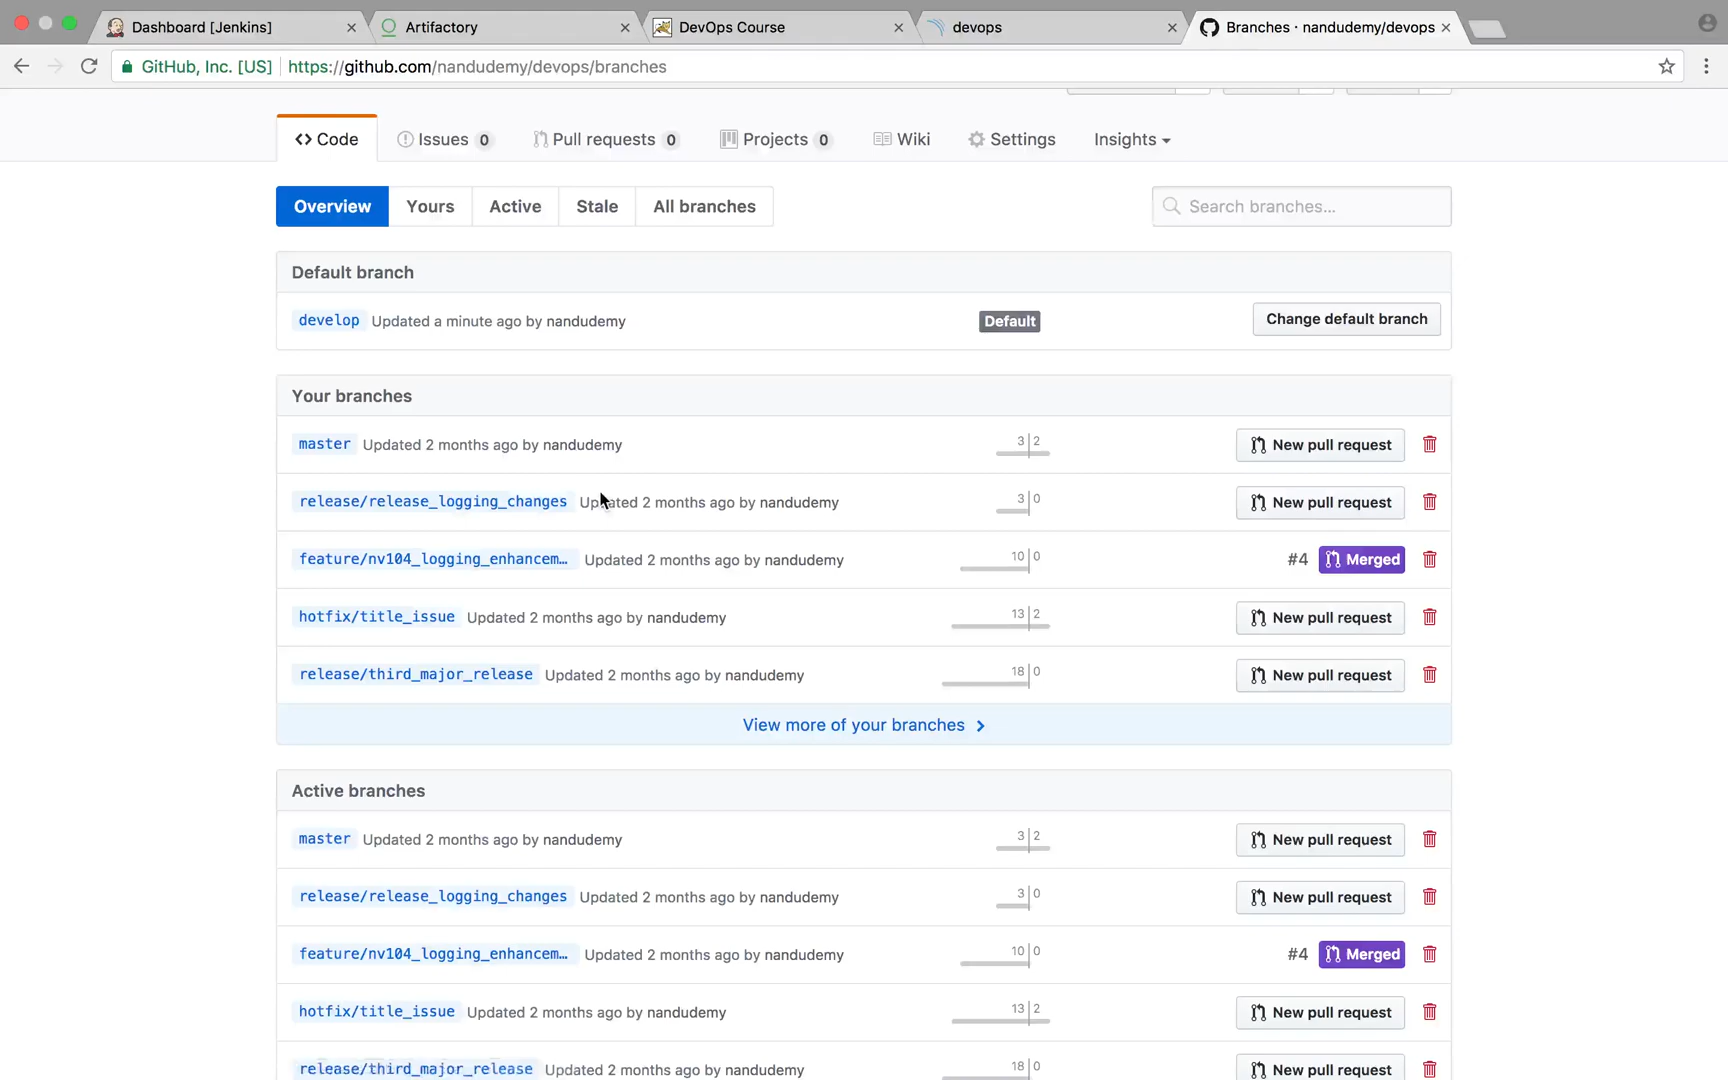 Dashboard [Jenkins] Artifactory DevOps Course devops Branches · nandudemy/devops
GitHub, Inc. [US] https://github.com/nandudemy/devops/branches
Code Issues 0 Pull requests 0 Projects 0 Wiki Settings Insights
Overview Yours Active Stale All branches Search branches...
Default branch
develop Updated a minute ago by nandudemy Default Change default branch
Your branches
master Updated 2 months ago by nandudemy 3 2 New pull request
release/release_logging_changes Updated 2 months ago by nandudemy 3 0 New pull request
feature/nv104_logging_enhancem… Updated 2 months ago by nandudemy 10 0 #4 Merged
hotfix/title_issue Updated 2 months ago by nandudemy 13 2 New pull request
release/third_major_release Updated 2 months ago by nandudemy 18 0 New pull request
View more of your branches
Active branches
master Updated 2 months ago by nandudemy 3 2 New pull request
release/release_logging_changes Updated 2 months ago by nandudemy 3 0 New pull request
feature/nv104_logging_enhancem… Updated 2 months ago by nandudemy 10 0 #4 Merged
hotfix/title_issue Updated 2 months ago by nandudemy 13 2 New pull request
release/third_major_release Updated 2 months ago by nandudemy 18 0 New pull request